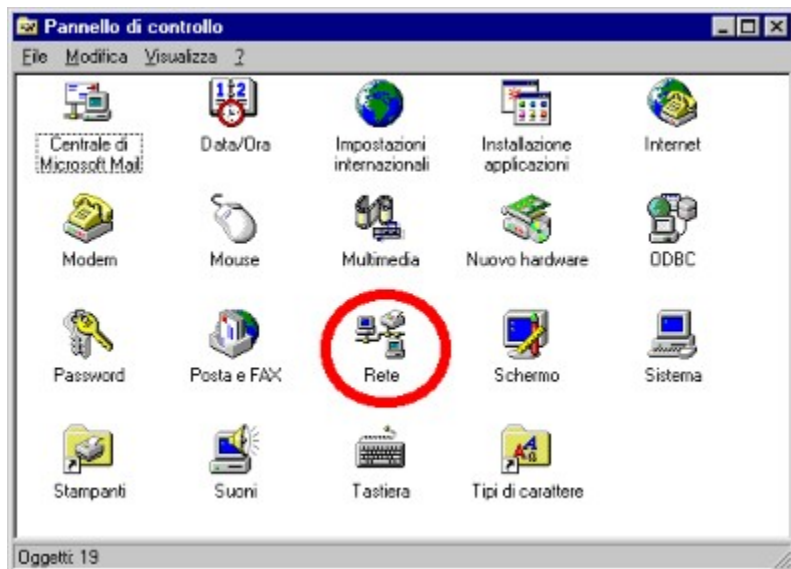 Pannello di controllo
File Modifica Visualizza ?
Centrale di
Microsoft Mail
Data/Ora
Impostazioni
internazionali
Installazione
applicazioni
Internet
Modem
Mouse
Multimedia
Nuovo hardware
ODBC
Password
Posta e FAX
Rete
Schermo
Sistema
Stampanti
Suoni
Tastiera
Tipi di carattere
Oggetti: 19